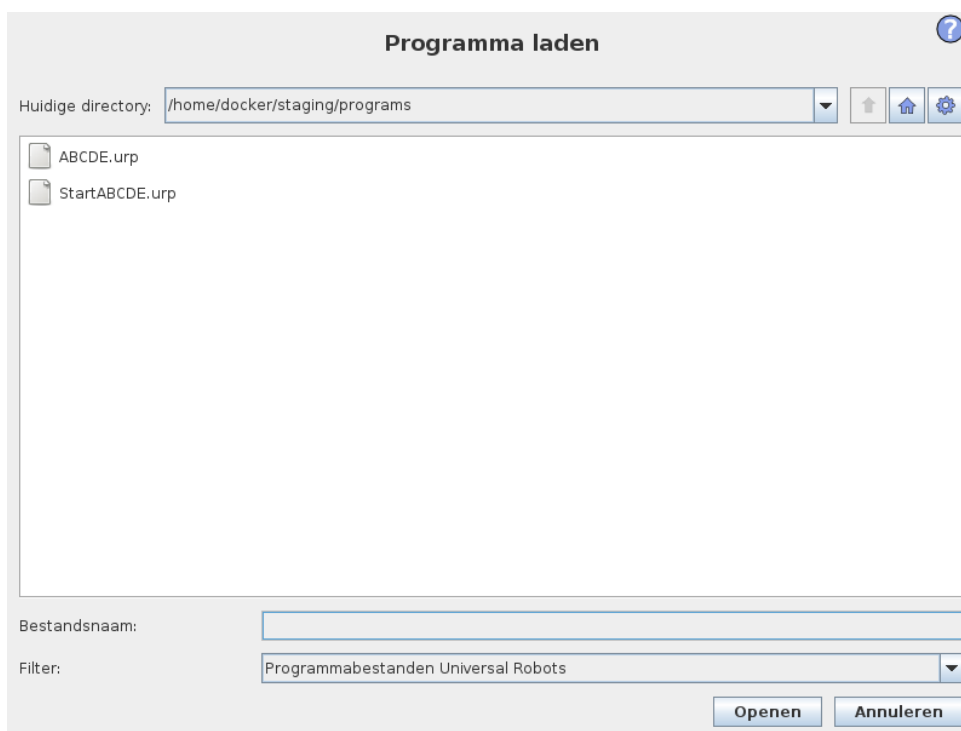 Programma laden
?
Huidige directory: /home/docker/staging/programs
ABCDE.urp
StartABCDE.urp
Bestandsnaam:
Filter: Programmabestanden Universal Robots
Openen Annuleren